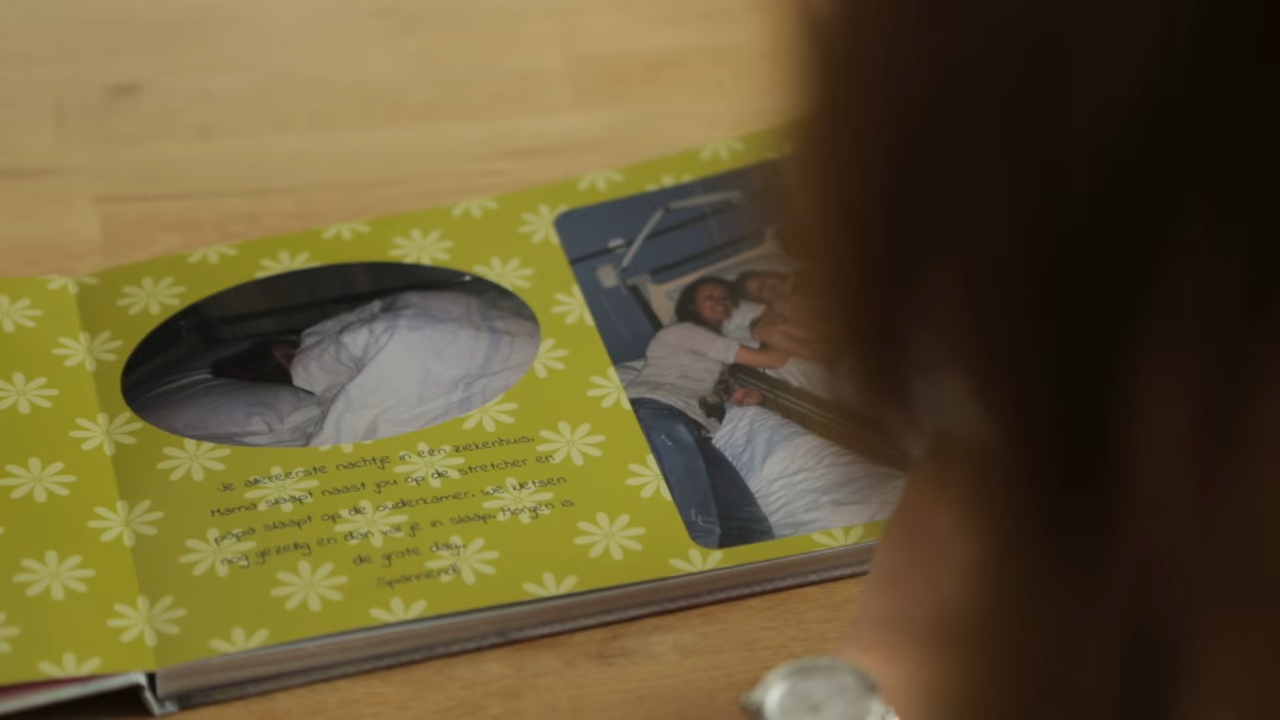 Je allereerste nachtje in een ziekenhuis.
Mama slaapt naast jou op de stretcher en
papa slaapt op de ouderkamer. We kletsen
nog gezellig en dan val je in slaap. Morgen is
de grote dag.
Spannend!